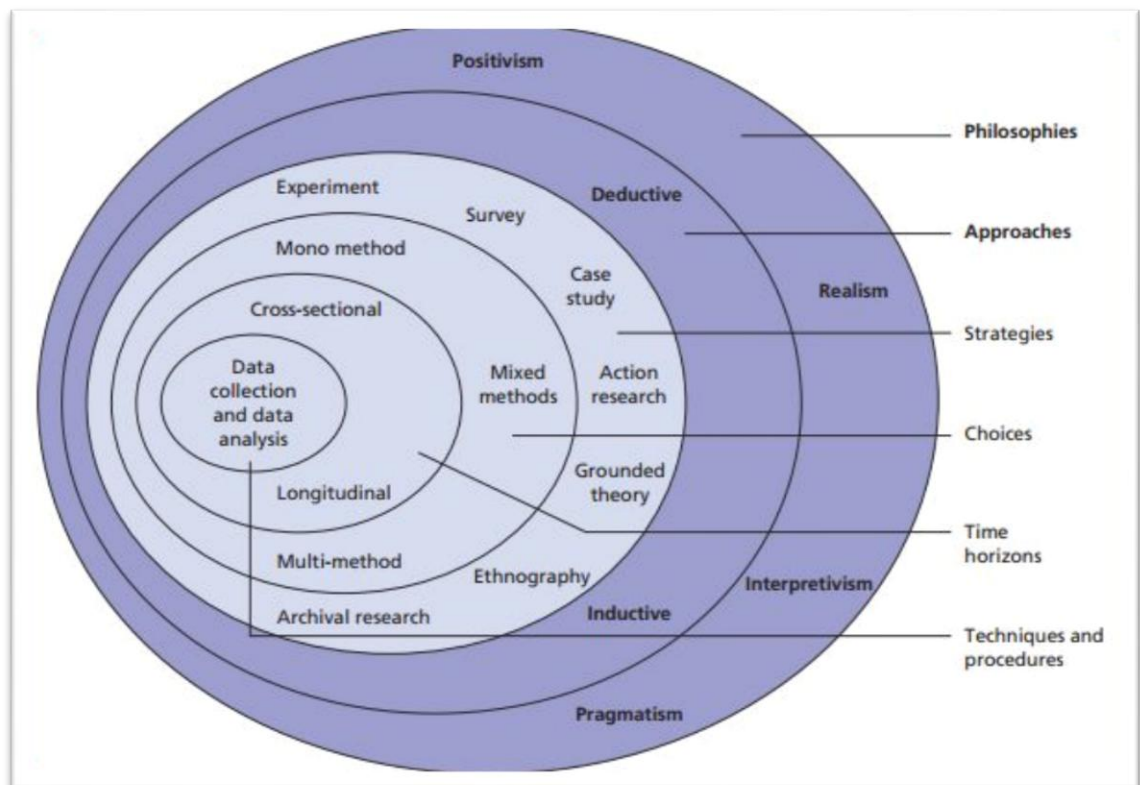 Positivism
Philosophies
Experiment
Deductive
Survey
Approaches
Mono method
Case
study
Realism
Cross-sectional
Strategies
Data
collection
and data
analysis
Mixed
methods
Action
research
Choices
Grounded
theory
Longitudinal
Time
horizons
Multi-method
Ethnography
Interpretivism
Archival research
Inductive
Techniques and
procedures
Pragmatism